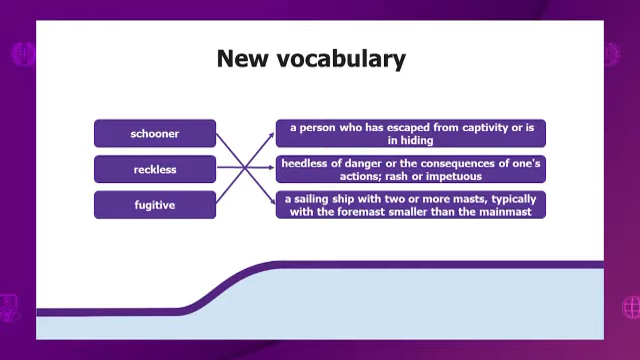 New vocabulary
schooner
a person who has escaped from captivity or is
in hiding
reckless
heedless of danger or the consequences of one's
actions; rash or impetuous
fugitive
a sailing ship with two or more masts, typically
with the foremast smaller than the mainmast